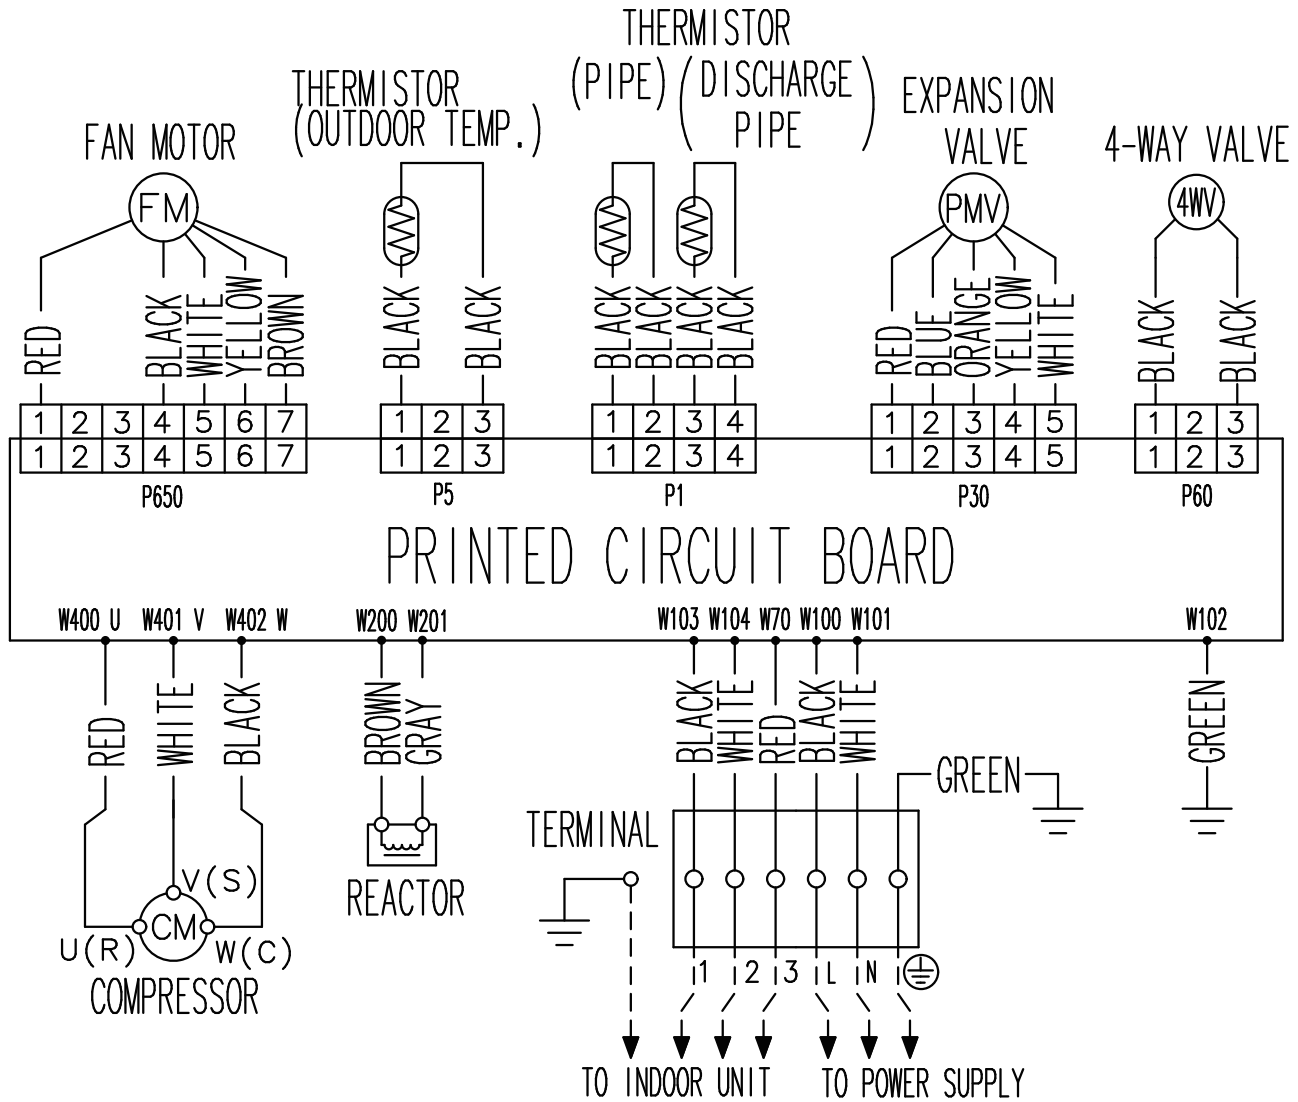 THERMISTOR
(PIPE) (DISCHARGE PIPE)
THERMISTOR
(OUTDOOR TEMP.)
EXPANSION
VALVE
FAN MOTOR
4-WAY VALVE
FM
PMV
4WV
RED BLACK WHITE YELLOW BROWN
BLACK BLACK
BLACK BLACK BLACK BLACK
RED BLUE ORANGE YELLOW WHITE
BLACK BLACK
1 2 3 4 5 6 7 1 2 3 1 2 3 4 1 2 3 4 5 1 2 3
1 2 3 4 5 6 7 1 2 3 1 2 3 4 1 2 3 4 5 1 2 3
P650 P5 P1 P30 P60
PRINTED CIRCUIT BOARD
W400 U W401 V W402 W W200 W201 W103 W104 W70 W100 W101 W102
RED WHITE BLACK
BROWN GRAY
BLACK WHITE RED BLACK WHITE
GREEN
GREEN
TERMINAL
REACTOR
V(S)
CM
U(R) W(C)
COMPRESSOR
1 2 3 L N
TO INDOOR UNIT TO POWER SUPPLY